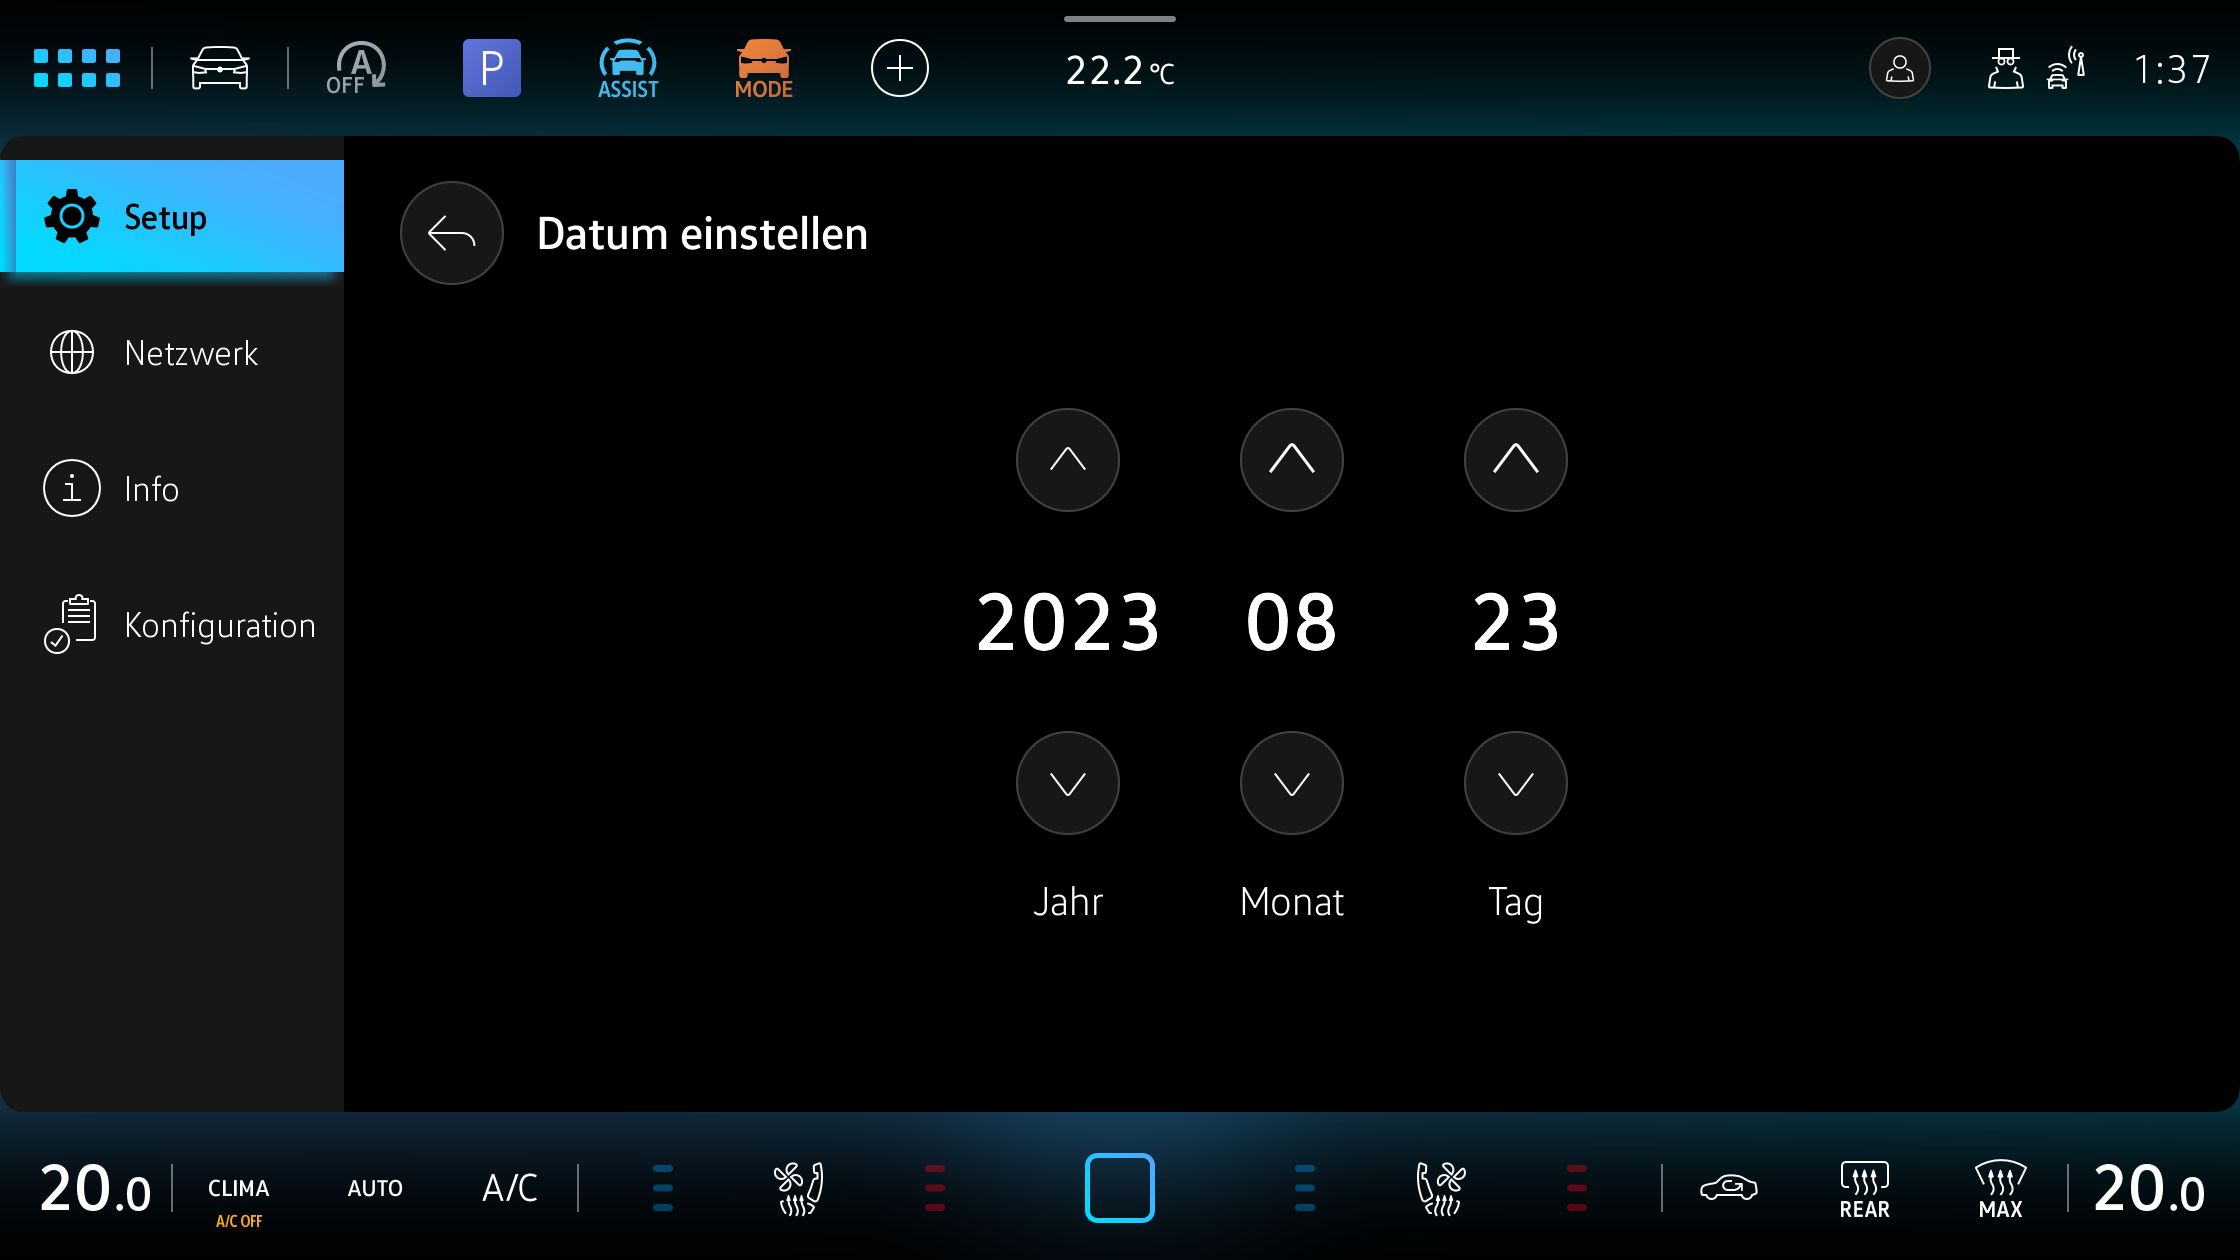 A OFF
P
ASSIST
MODE
22.2 °C
1:37
Setup
Datum einstellen
Netzwerk
Info
Konfiguration
2023 08 23
Jahr Monat Tag
20.0
CLIMA
A/C OFF
AUTO
A/C
REAR
MAX
20.0